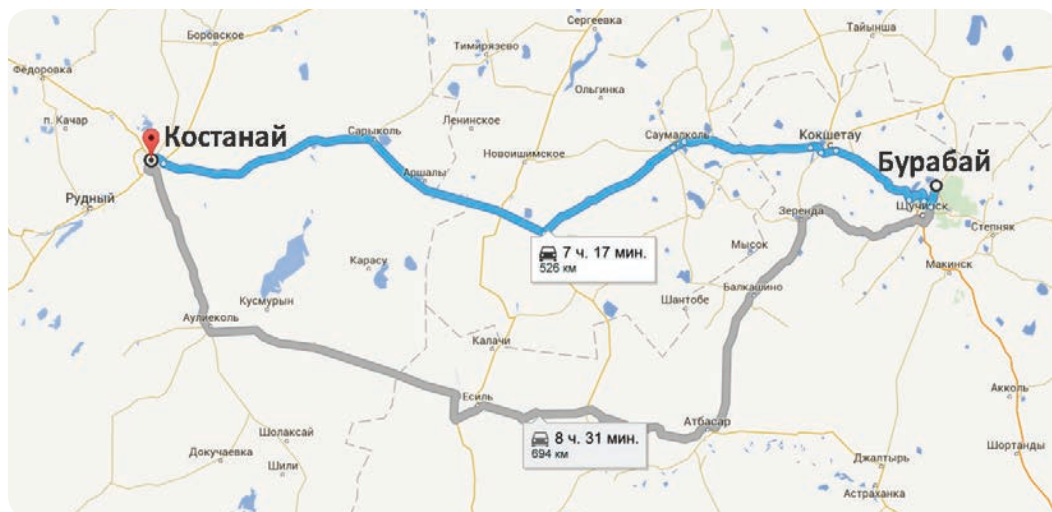 Сергеевка
Тайынша
Боровское
Тимирязево
Фёдоровка
Ольгинка
п. Качар
Ленинское
Костанай
Сарыколь
Саумалколь
Кокшетау
Новоишимское
Бурабай
Аршалы
Рудный
Щучинск
Зеренда
Степняк
7 ч. 17 мин.
526 км
Мысок
Карасу
Макинск
Балкашино
Кусмурын
Шантобе
Аулиеколь
Калачи
Акколь
Есиль
Атбасар
8 ч. 31 мин.
694 км
Шолаксай
Докучаевка
Шортанды
Шили
Джалтырь
Астраханка